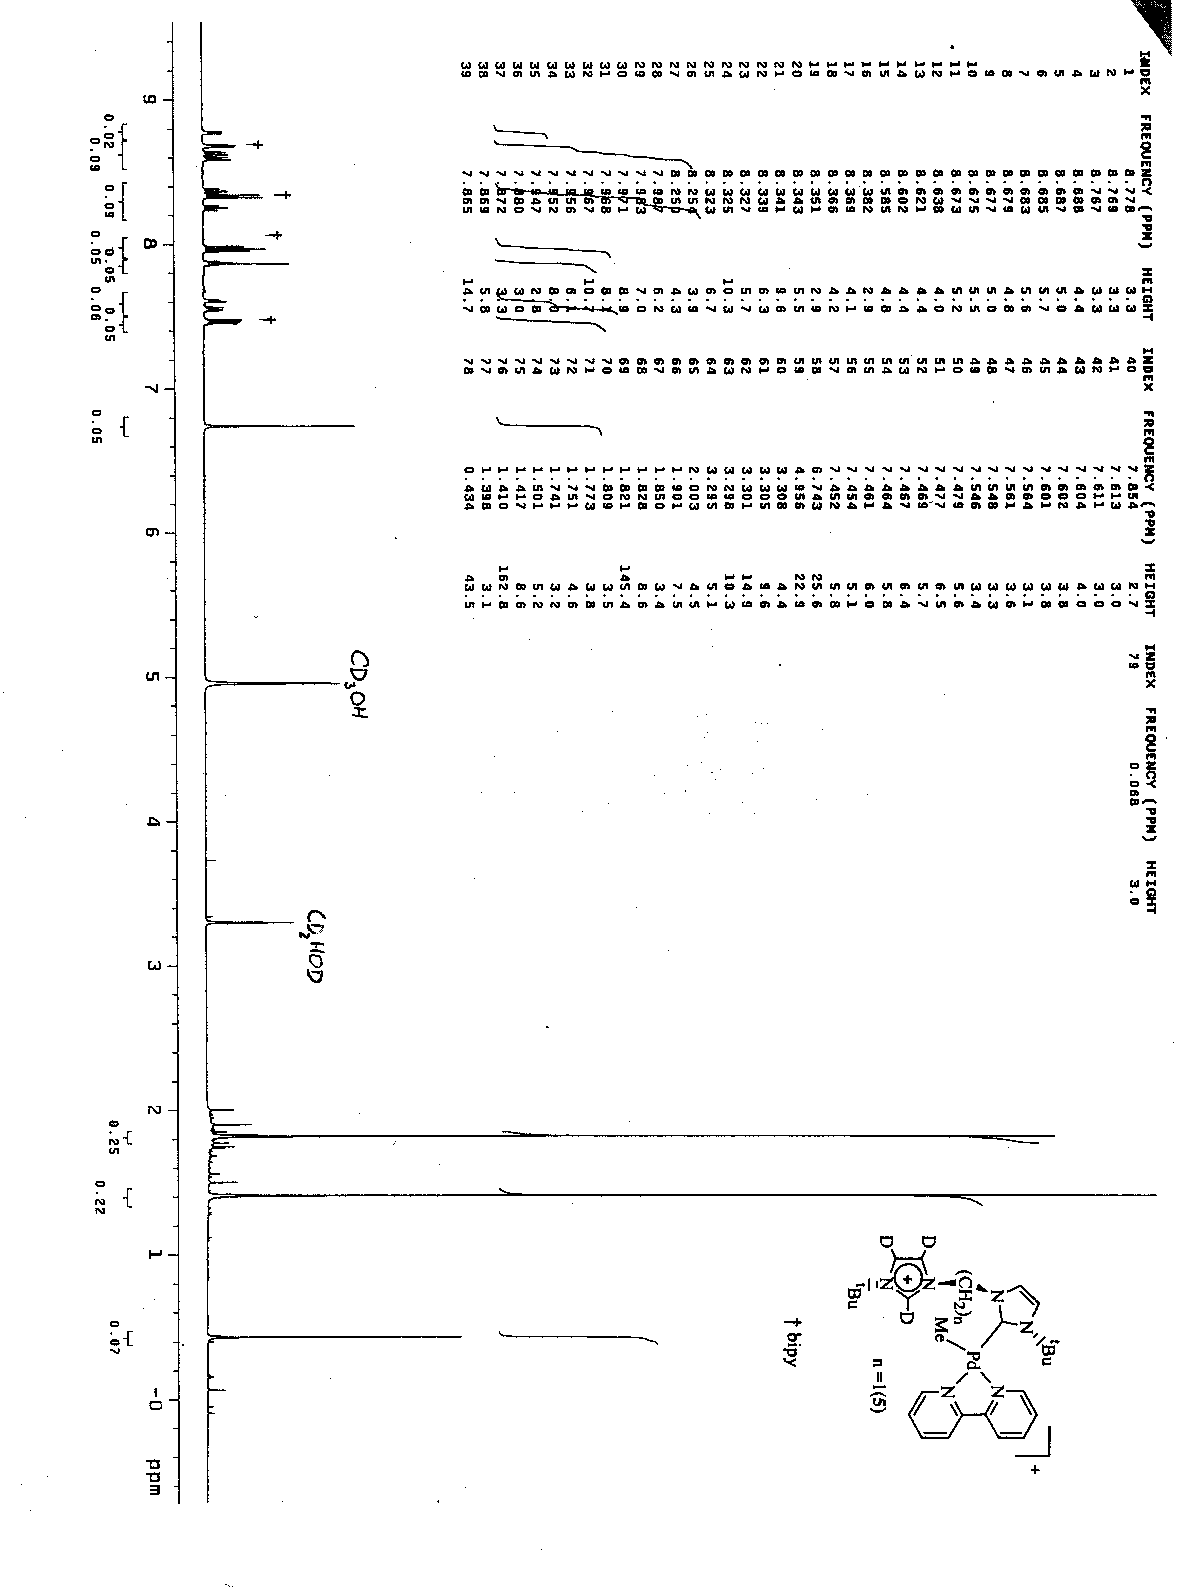 INDEX FREQUENCY (PPM) HEIGHT INDEX FREQUENCY (PPM) HEIGHT INDEX FREQUENCY (PPM) HEIGHT
1 8.778 3.3 40 7.854 2.7 79 0.068 3.0
2 8.769 3.3 41 7.613 3.0
3 8.767 3.3 42 7.611 3.0
4 8.688 4.4 43 7.604 4.0
5 8.687 5.0 44 7.602 3.8
6 8.685 5.7 45 7.601 3.8
7 8.683 5.6 46 7.564 3.1
8 8.679 4.8 47 7.561 3.6
9 8.677 5.0 48 7.548 3.3
10 8.675 5.5 49 7.546 3.4
11 8.673 5.2 50 7.479 5.6
12 8.638 4.0 51 7.477 6.5
13 8.621 4.4 52 7.469 5.7
14 8.602 4.4 53 7.467 6.4
15 8.585 4.8 54 7.464 5.8
16 8.382 2.9 55 7.461 6.0
17 8.369 4.1 56 7.454 5.1
18 8.366 4.2 57 7.452 5.8
19 8.351 2.9 58 6.743 25.6
20 8.343 5.5 59 4.956 22.9
21 8.341 9.6 60 3.308 4.4
22 8.339 6.3 61 3.305 9.6
23 8.327 5.7 62 3.301 14.9
24 8.325 10.3 63 3.298 10.3
25 8.323 6.7 64 3.295 5.1
26 8.254 3.9 65 2.003 4.5
27 8.250 4.3 66 1.901 7.5
28 7.987 6.2 67 1.850 3.4
29 7.983 7.0 68 1.828 8.6
30 7.971 8.9 69 1.821 145.4
31 7.968 70 1.809 3.5
32 7.967 71 1.773 3.8
33 7.956 72 1.751 4.6
34 7.952 8.0 73 1.741 3.2
35 7.947 2.8 74 1.501 5.2
36 7.880 3.0 75 1.417 8.6
37 7.872 3.3 76 1.410 162.8
38 7.869 5.8 77 1.398 3.1
39 7.865 14.7 78 0.434 43.5
+
tBu
N N
(CH2)n
D D N N + D
tBu
Me Pd N N
n = 1(5)
† bipy
CD3OH
CD2HOD
† † † †
9 8 7 6 5 4 3 2 1 -0 ppm
0.02 0.09 0.09 0.05 0.05 0.06 0.05 0.05 0.25 0.22 0.07